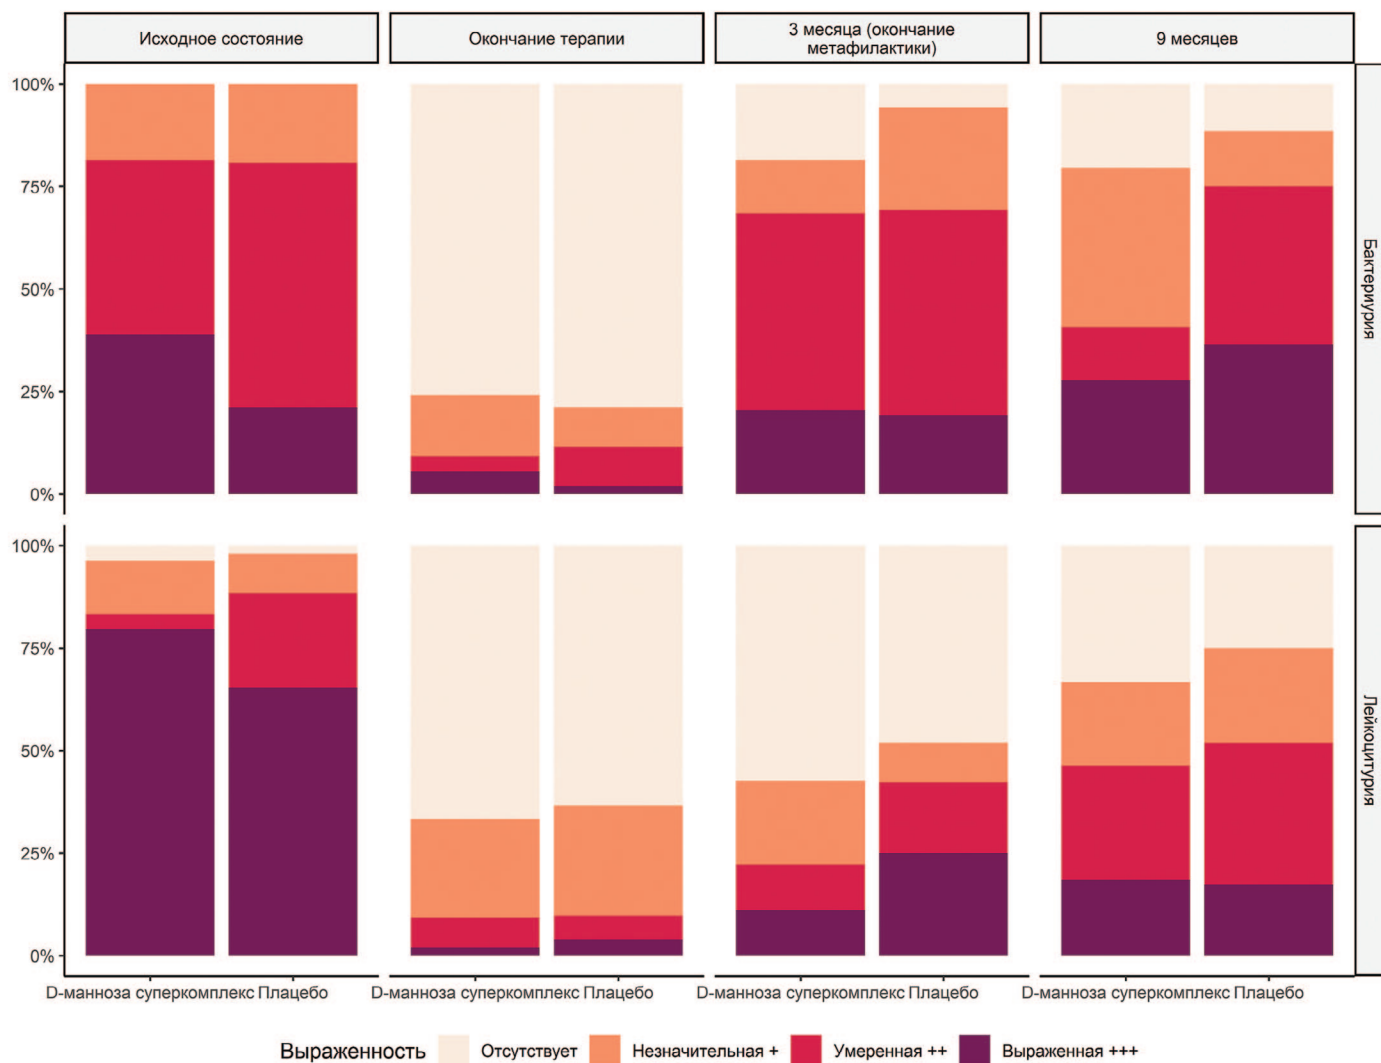 Исходное состояние
Окончание терапии
3 месяца (окончание
метафилактики)
9 месяцев
100%
75%
50%
25%
0%
Бактериурия
100%
75%
50%
25%
0%
Лейкоцитурия
D-манноза суперкомплекс Плацебо
D-манноза суперкомплекс Плацебо
D-манноза суперкомплекс Плацебо
D-манноза суперкомплекс Плацебо
Выраженность Отсутствует Незначительная + Умеренная ++ Выраженная +++